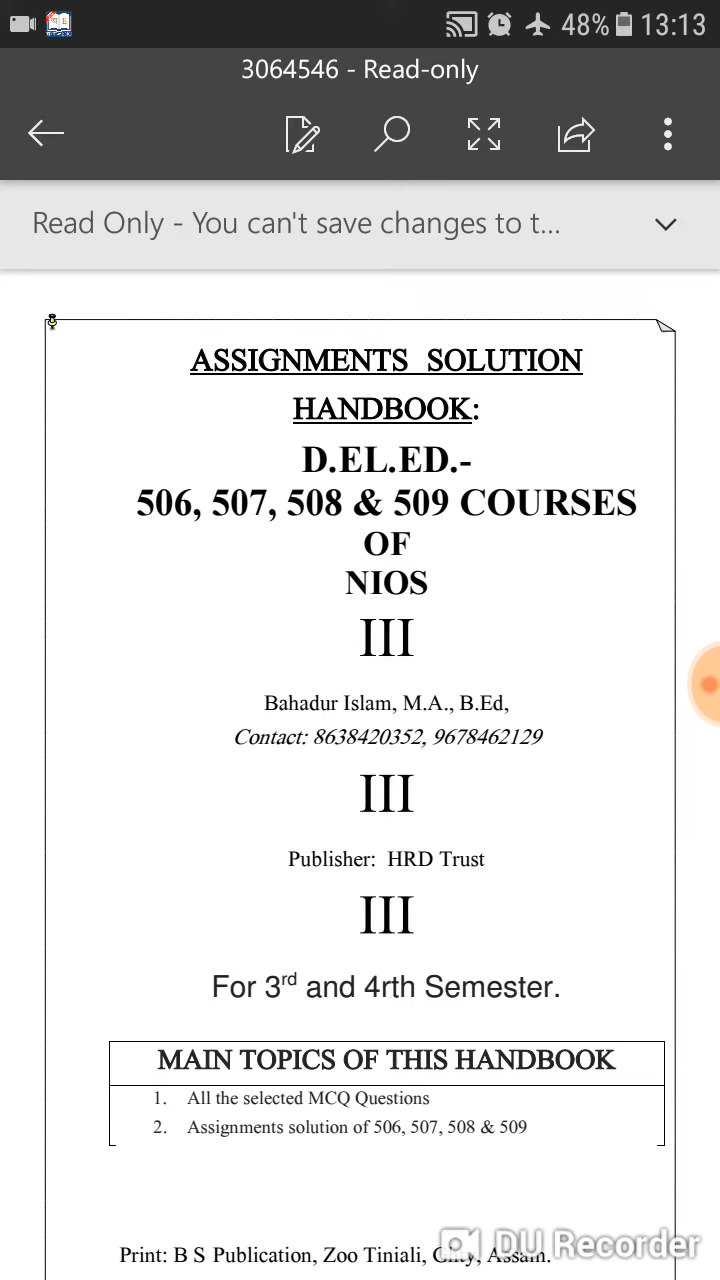 48% 13:13
3064546 - Read-only
Read Only - You can't save changes to t...
ASSIGNMENTS SOLUTION
HANDBOOK:
D.EL.ED.-
506, 507, 508 & 509 COURSES
OF
NIOS
III
Bahadur Islam, M.A., B.Ed,
Contact: 8638420352, 9678462129
III
Publisher: HRD Trust
III
For 3rd and 4rth Semester.
MAIN TOPICS OF THIS HANDBOOK
1. All the selected MCQ Questions
2. Assignments solution of 506, 507, 508 & 509
Print: B S Publication, Zoo Tiniali, Assam.
DU Recorder